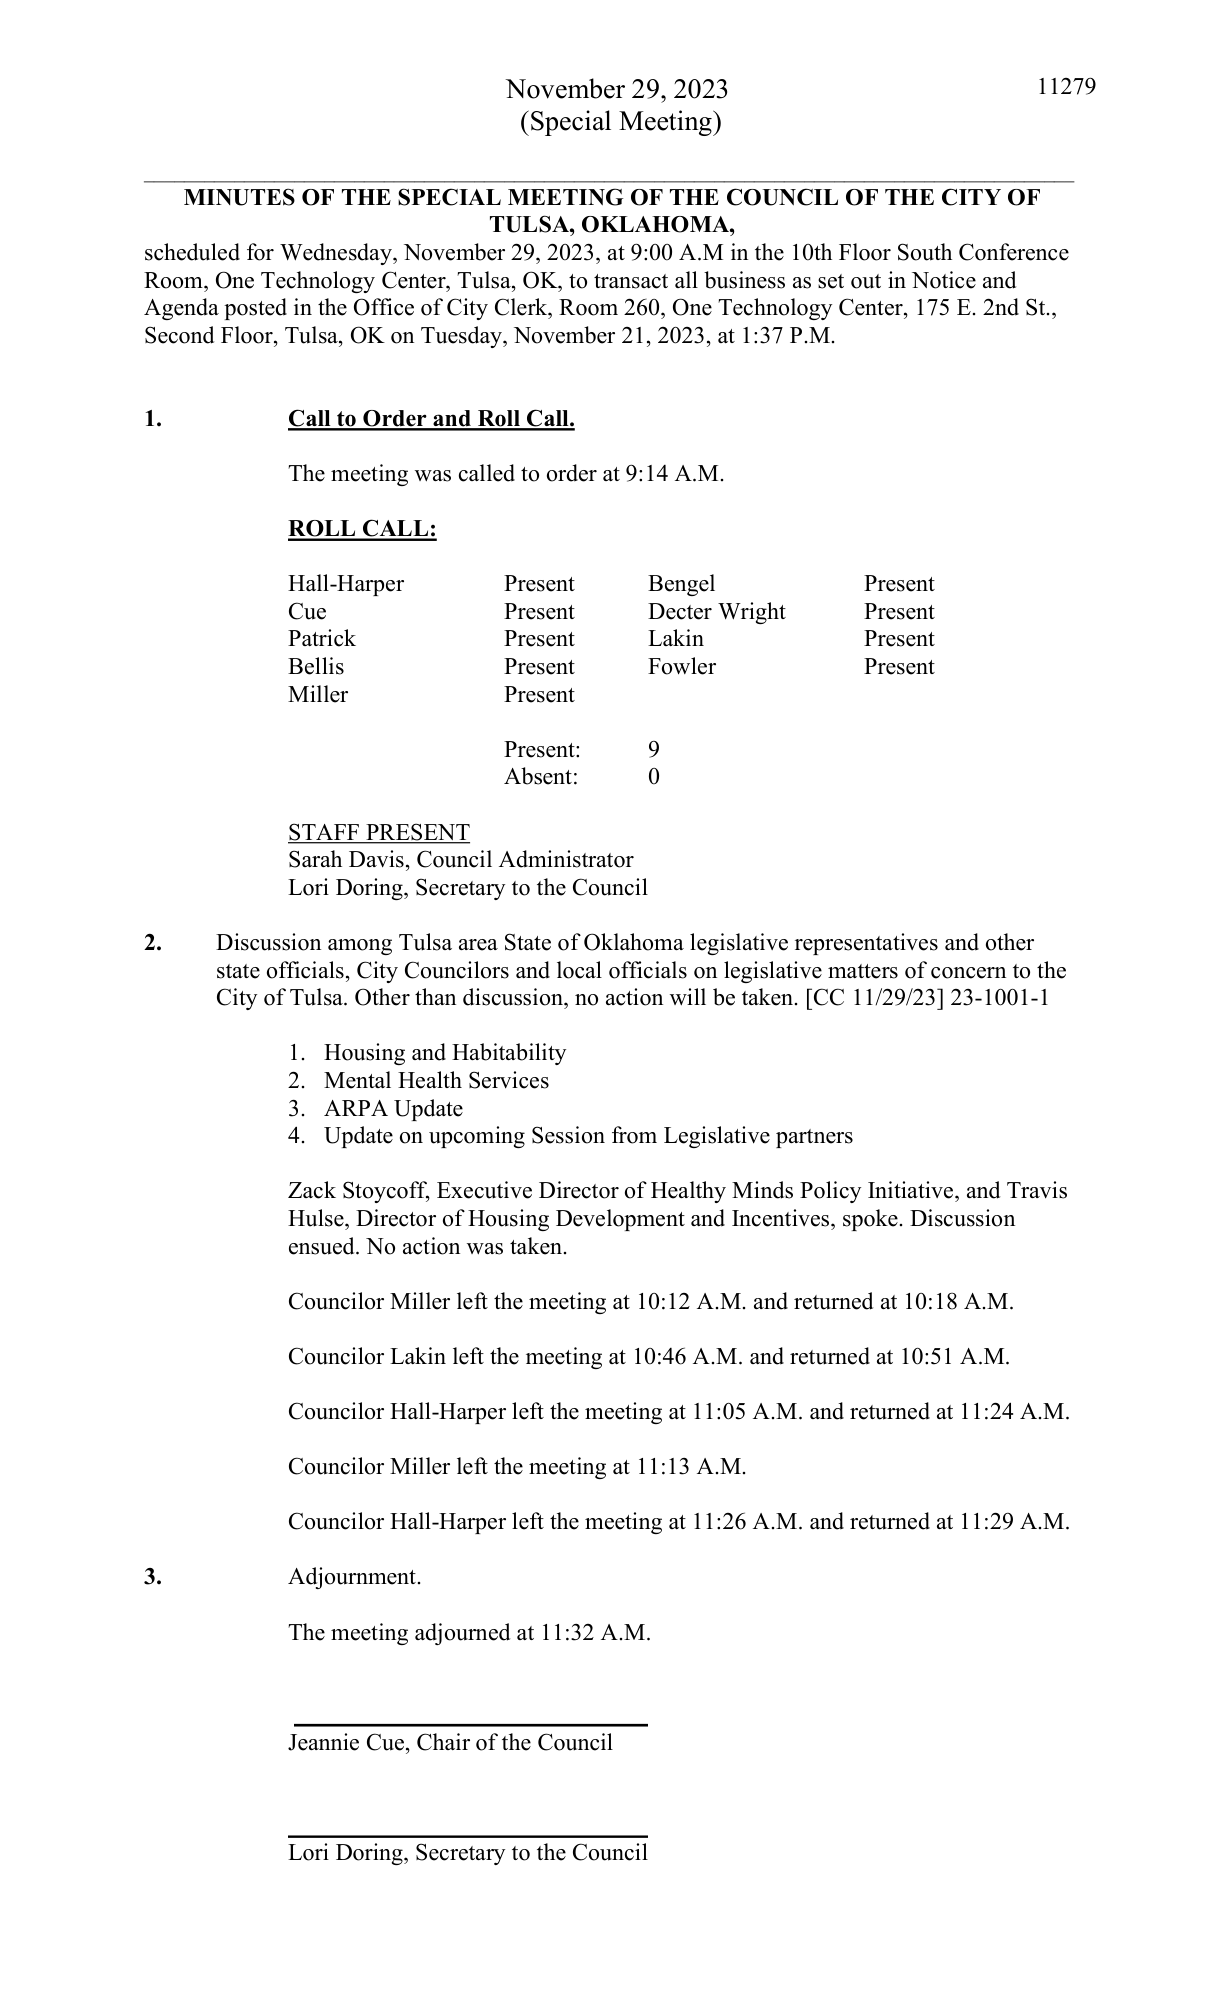 November 29, 2023 11279
(Special Meeting)
MINUTES OF THE SPECIAL MEETING OF THE COUNCIL OF THE CITY OF
TULSA, OKLAHOMA,
scheduled for Wednesday, November 29, 2023, at 9:00 A.M in the 10th Floor South Conference
Room, One Technology Center, Tulsa, OK, to transact all business as set out in Notice and
Agenda posted in the Office of City Clerk, Room 260, One Technology Center, 175 E. 2nd St.,
Second Floor, Tulsa, OK on Tuesday, November 21, 2023, at 1:37 P.M.
1. Call to Order and Roll Call.
The meeting was called to order at 9:14 A.M.
ROLL CALL:
Hall-Harper Present Bengel Present
Cue Present Decter Wright Present
Patrick Present Lakin Present
Bellis Present Fowler Present
Miller Present
Present: 9
Absent: 0
STAFF PRESENT
Sarah Davis, Council Administrator
Lori Doring, Secretary to the Council
2. Discussion among Tulsa area State of Oklahoma legislative representatives and other
state officials, City Councilors and local officials on legislative matters of concern to the
City of Tulsa. Other than discussion, no action will be taken. [CC 11/29/23] 23-1001-1
1. Housing and Habitability
2. Mental Health Services
3. ARPA Update
4. Update on upcoming Session from Legislative partners
Zack Stoycoff, Executive Director of Healthy Minds Policy Initiative, and Travis
Hulse, Director of Housing Development and Incentives, spoke. Discussion
ensued. No action was taken.
Councilor Miller left the meeting at 10:12 A.M. and returned at 10:18 A.M.
Councilor Lakin left the meeting at 10:46 A.M. and returned at 10:51 A.M.
Councilor Hall-Harper left the meeting at 11:05 A.M. and returned at 11:24 A.M.
Councilor Miller left the meeting at 11:13 A.M.
Councilor Hall-Harper left the meeting at 11:26 A.M. and returned at 11:29 A.M.
3. Adjournment.
The meeting adjourned at 11:32 A.M.
Jeannie Cue, Chair of the Council
Lori Doring, Secretary to the Council